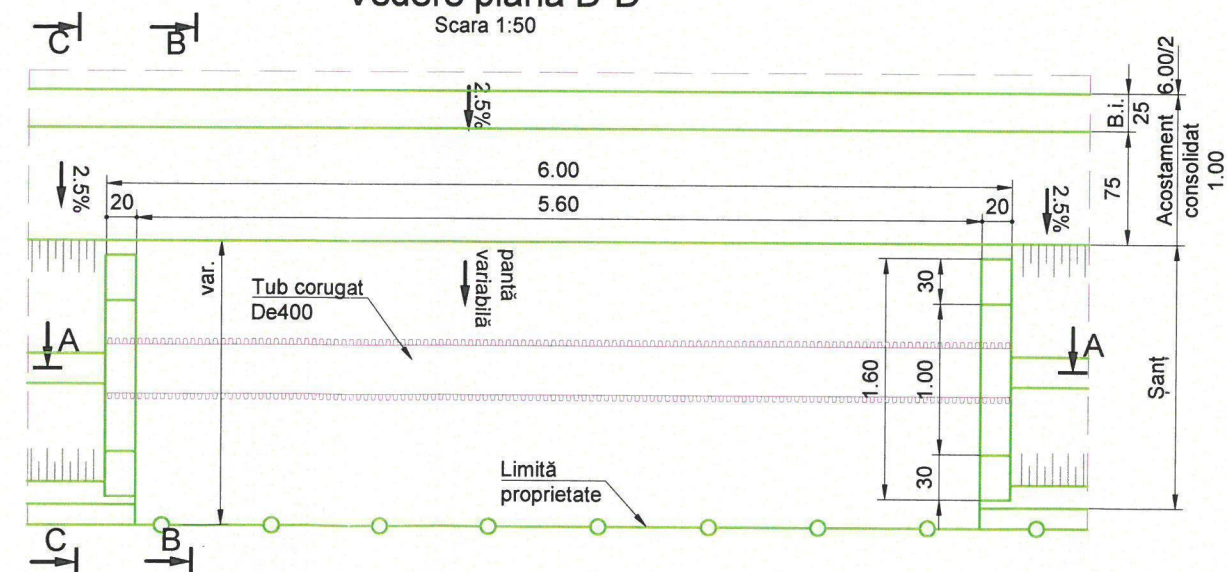 Vedere plană D-D
Scara 1:50
C
B
2.5%
6.00/2
B.i.
25
2.5%
6.00
20
5.60
20
2.5%
75
Acostament
consolidat
1.00
var.
pantă
variabilă
Tub corugat
De400
30
A
A
1.60
1.00
Șanț
Limită
proprietate
30
C
B